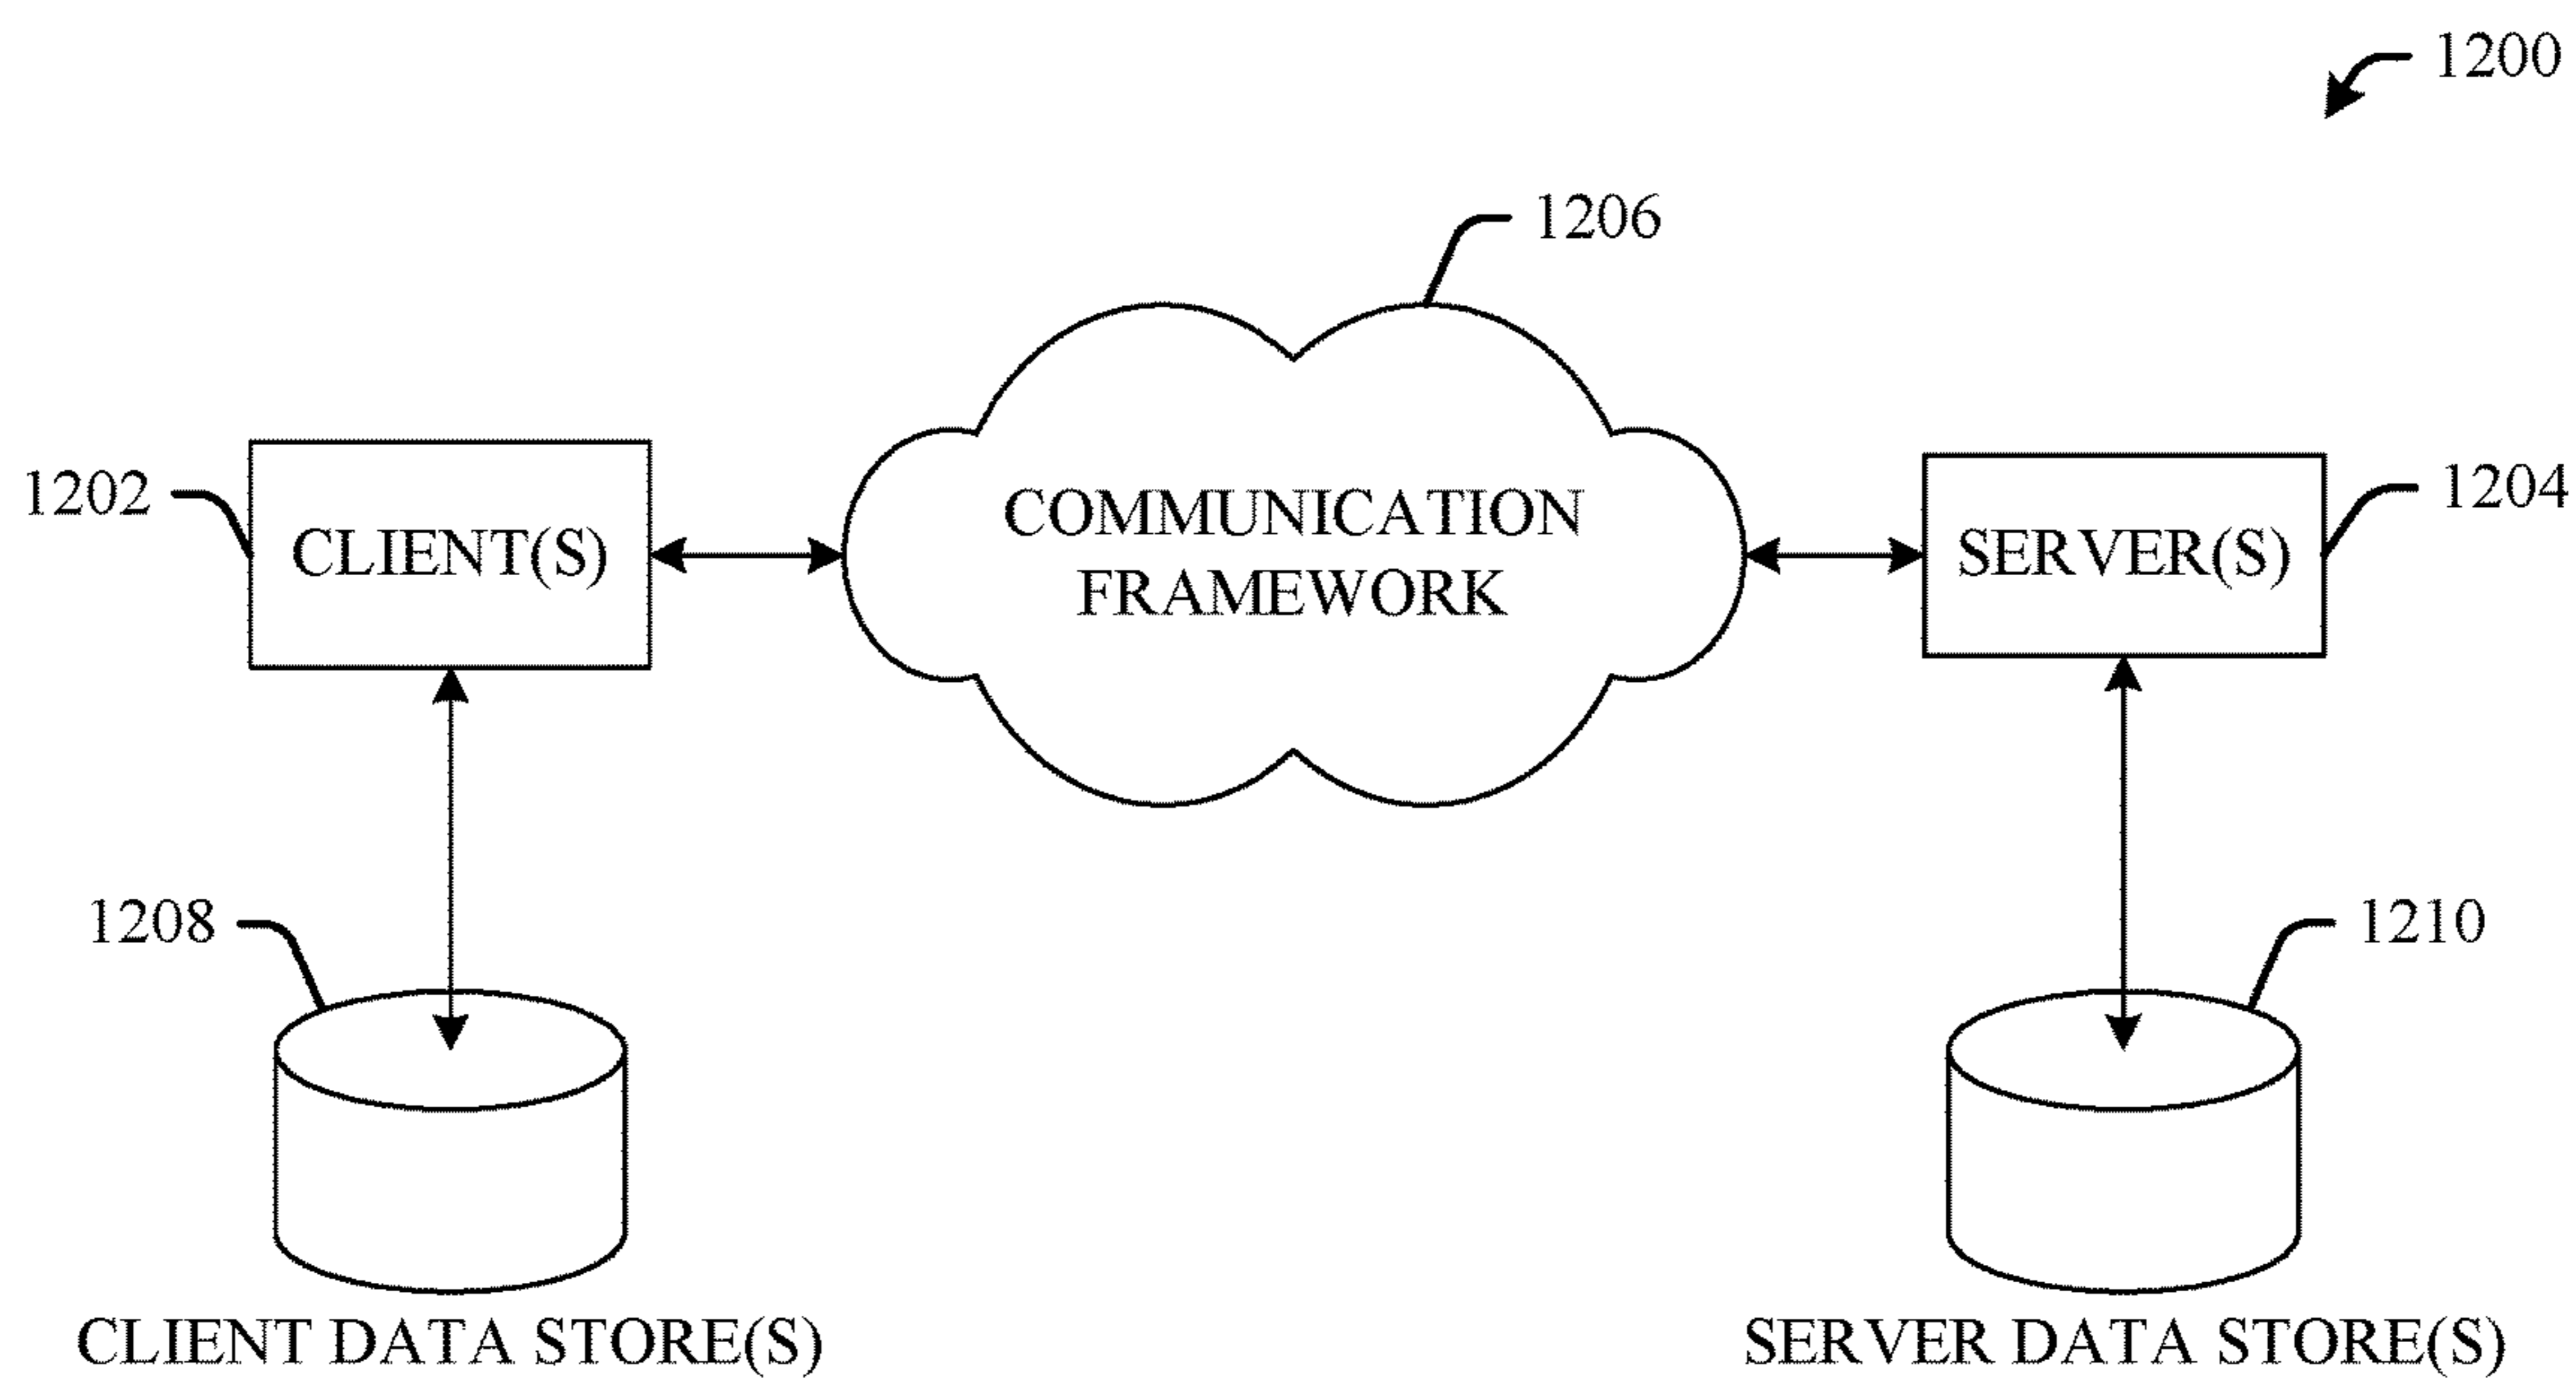 1200
1206
1202
CLIENT(S)
COMMUNICATION
FRAMEWORK
SERVER(S)
1204
1208
1210
CLIENT DATA STORE(S)
SERVER DATA STORE(S)